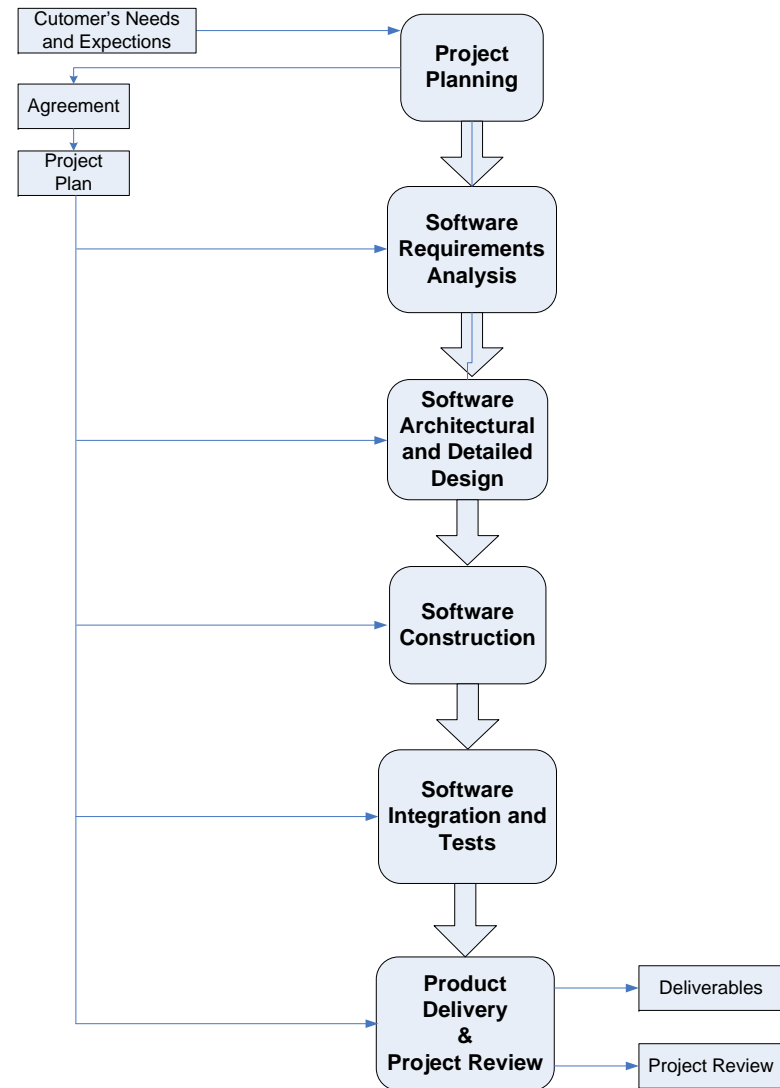 Cutomer's Needs
and Expections
Project
Planning
Agreement
Project
Plan
Software
Requirements
Analysis
Software
Architectural
and Detailed
Design
Software
Construction
Software
Integration and
Tests
Product
Delivery
&
Project Review
Deliverables
Project Review